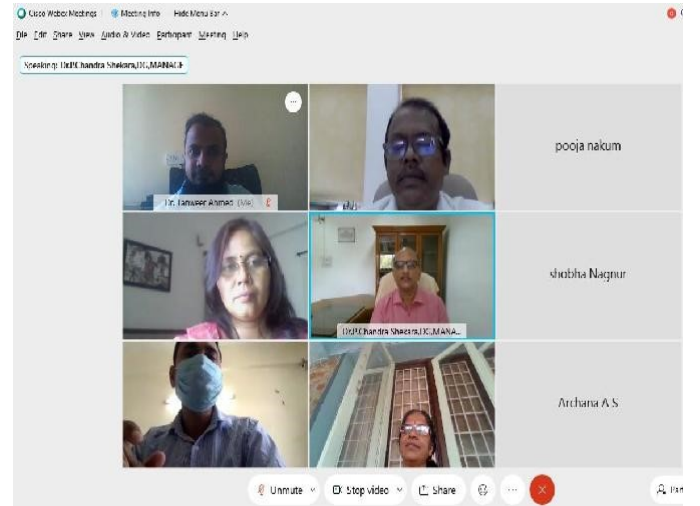 Cisco Webex Meetings
Meeting Info
Hide Menu Bar
File Edit Share View Audio & Video Participant Meeting Help
Speaking: Dr.P.Chandra Shekara,DG,MANAGE
pooja nakum
Dr. Tanweer Ahmed (Me)
shobha Nagnur
Dr.P.Chandra Shekara,DG,MANA...
Archana A S
Unmute
Stop video
Share